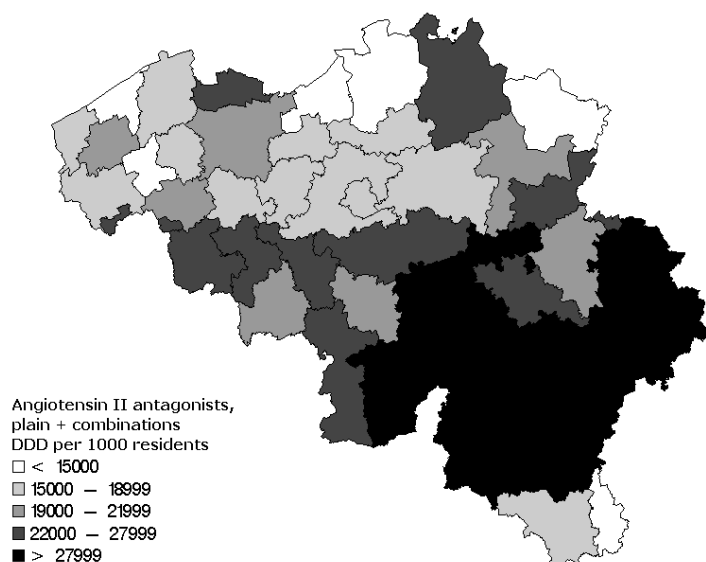 Angiotensin II antagonists,
plain + combinations
DDD per 1000 residents
< 15000
15000 – 18999
19000 – 21999
22000 – 27999
> 27999